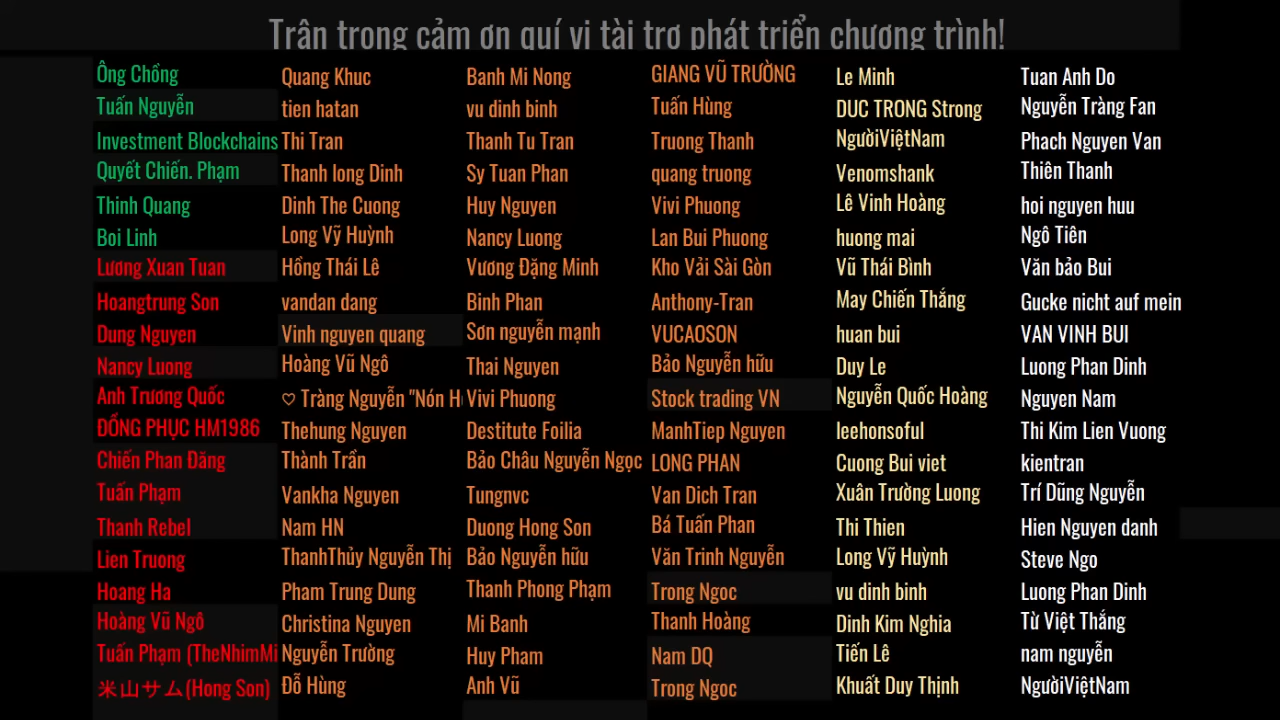 Trân trọng cảm ơn quí vị tài trợ phát triển chương trình!
Ông Chồng
Tuấn Nguyễn
Investment Blockchains
Quyết Chiến. Phạm
Thinh Quang
Boi Linh
Lương Xuan Tuan
Hoangtrung Son
Dung Nguyen
Nancy Luong
Anh Trương Quốc
ĐỒNG PHỤC HM1986
Chiến Phan Đăng
Tuấn Phạm
Thanh Rebel
Lien Truong
Hoang Ha
Hoàng Vũ Ngô
Tuấn Phạm (TheNhimMi
米山サム(Hong Son)
Quang Khuc
tien hatan
Thi Tran
Thanh long Dinh
Dinh The Cuong
Long Vỹ Huỳnh
Hồng Thái Lê
vandan dang
Vinh nguyen quang
Hoàng Vũ Ngô
♡ Tràng Nguyễn "Nón H
Thehung Nguyen
Thành Trần
Vankha Nguyen
Nam HN
ThanhThủy Nguyễn Thị
Pham Trung Dung
Christina Nguyen
Nguyễn Trường
Đỗ Hùng
Banh Mi Nong
vu dinh binh
Thanh Tu Tran
Sy Tuan Phan
Huy Nguyen
Nancy Luong
Vương Đặng Minh
Binh Phan
Sơn nguyễn mạnh
Thai Nguyen
Vivi Phuong
Destitute Foilia
Bảo Châu Nguyễn Ngọc
Tungnvc
Duong Hong Son
Bảo Nguyễn hữu
Thanh Phong Phạm
Mi Banh
Huy Pham
Anh Vũ
GIANG VŨ TRƯỜNG
Tuấn Hùng
Truong Thanh
quang truong
Vivi Phuong
Lan Bui Phuong
Kho Vải Sài Gòn
Anthony-Tran
VUCAOSON
Bảo Nguyễn hữu
Stock trading VN
ManhTiep Nguyen
LONG PHAN
Van Dich Tran
Bá Tuấn Phan
Văn Trinh Nguyễn
Trong Ngoc
Thanh Hoàng
Nam DQ
Trong Ngoc
Le Minh
DUC TRONG Strong
NgườiViệtNam
Venomshank
Lê Vinh Hoàng
huong mai
Vũ Thái Bình
May Chiến Thắng
huan bui
Duy Le
Nguyễn Quốc Hoàng
leehonsoful
Cuong Bui viet
Xuân Trường Luong
Thi Thien
Long Vỹ Huỳnh
vu dinh binh
Dinh Kim Nghia
Tiến Lê
Khuất Duy Thịnh
Tuan Anh Do
Nguyễn Tràng Fan
Phach Nguyen Van
Thiên Thanh
hoi nguyen huu
Ngô Tiên
Văn bảo Bui
Gucke nicht auf mein
VAN VINH BUI
Luong Phan Dinh
Nguyen Nam
Thi Kim Lien Vuong
kientran
Trí Dũng Nguyễn
Hien Nguyen danh
Steve Ngo
Luong Phan Dinh
Từ Việt Thắng
nam nguyễn
NgườiViệtNam